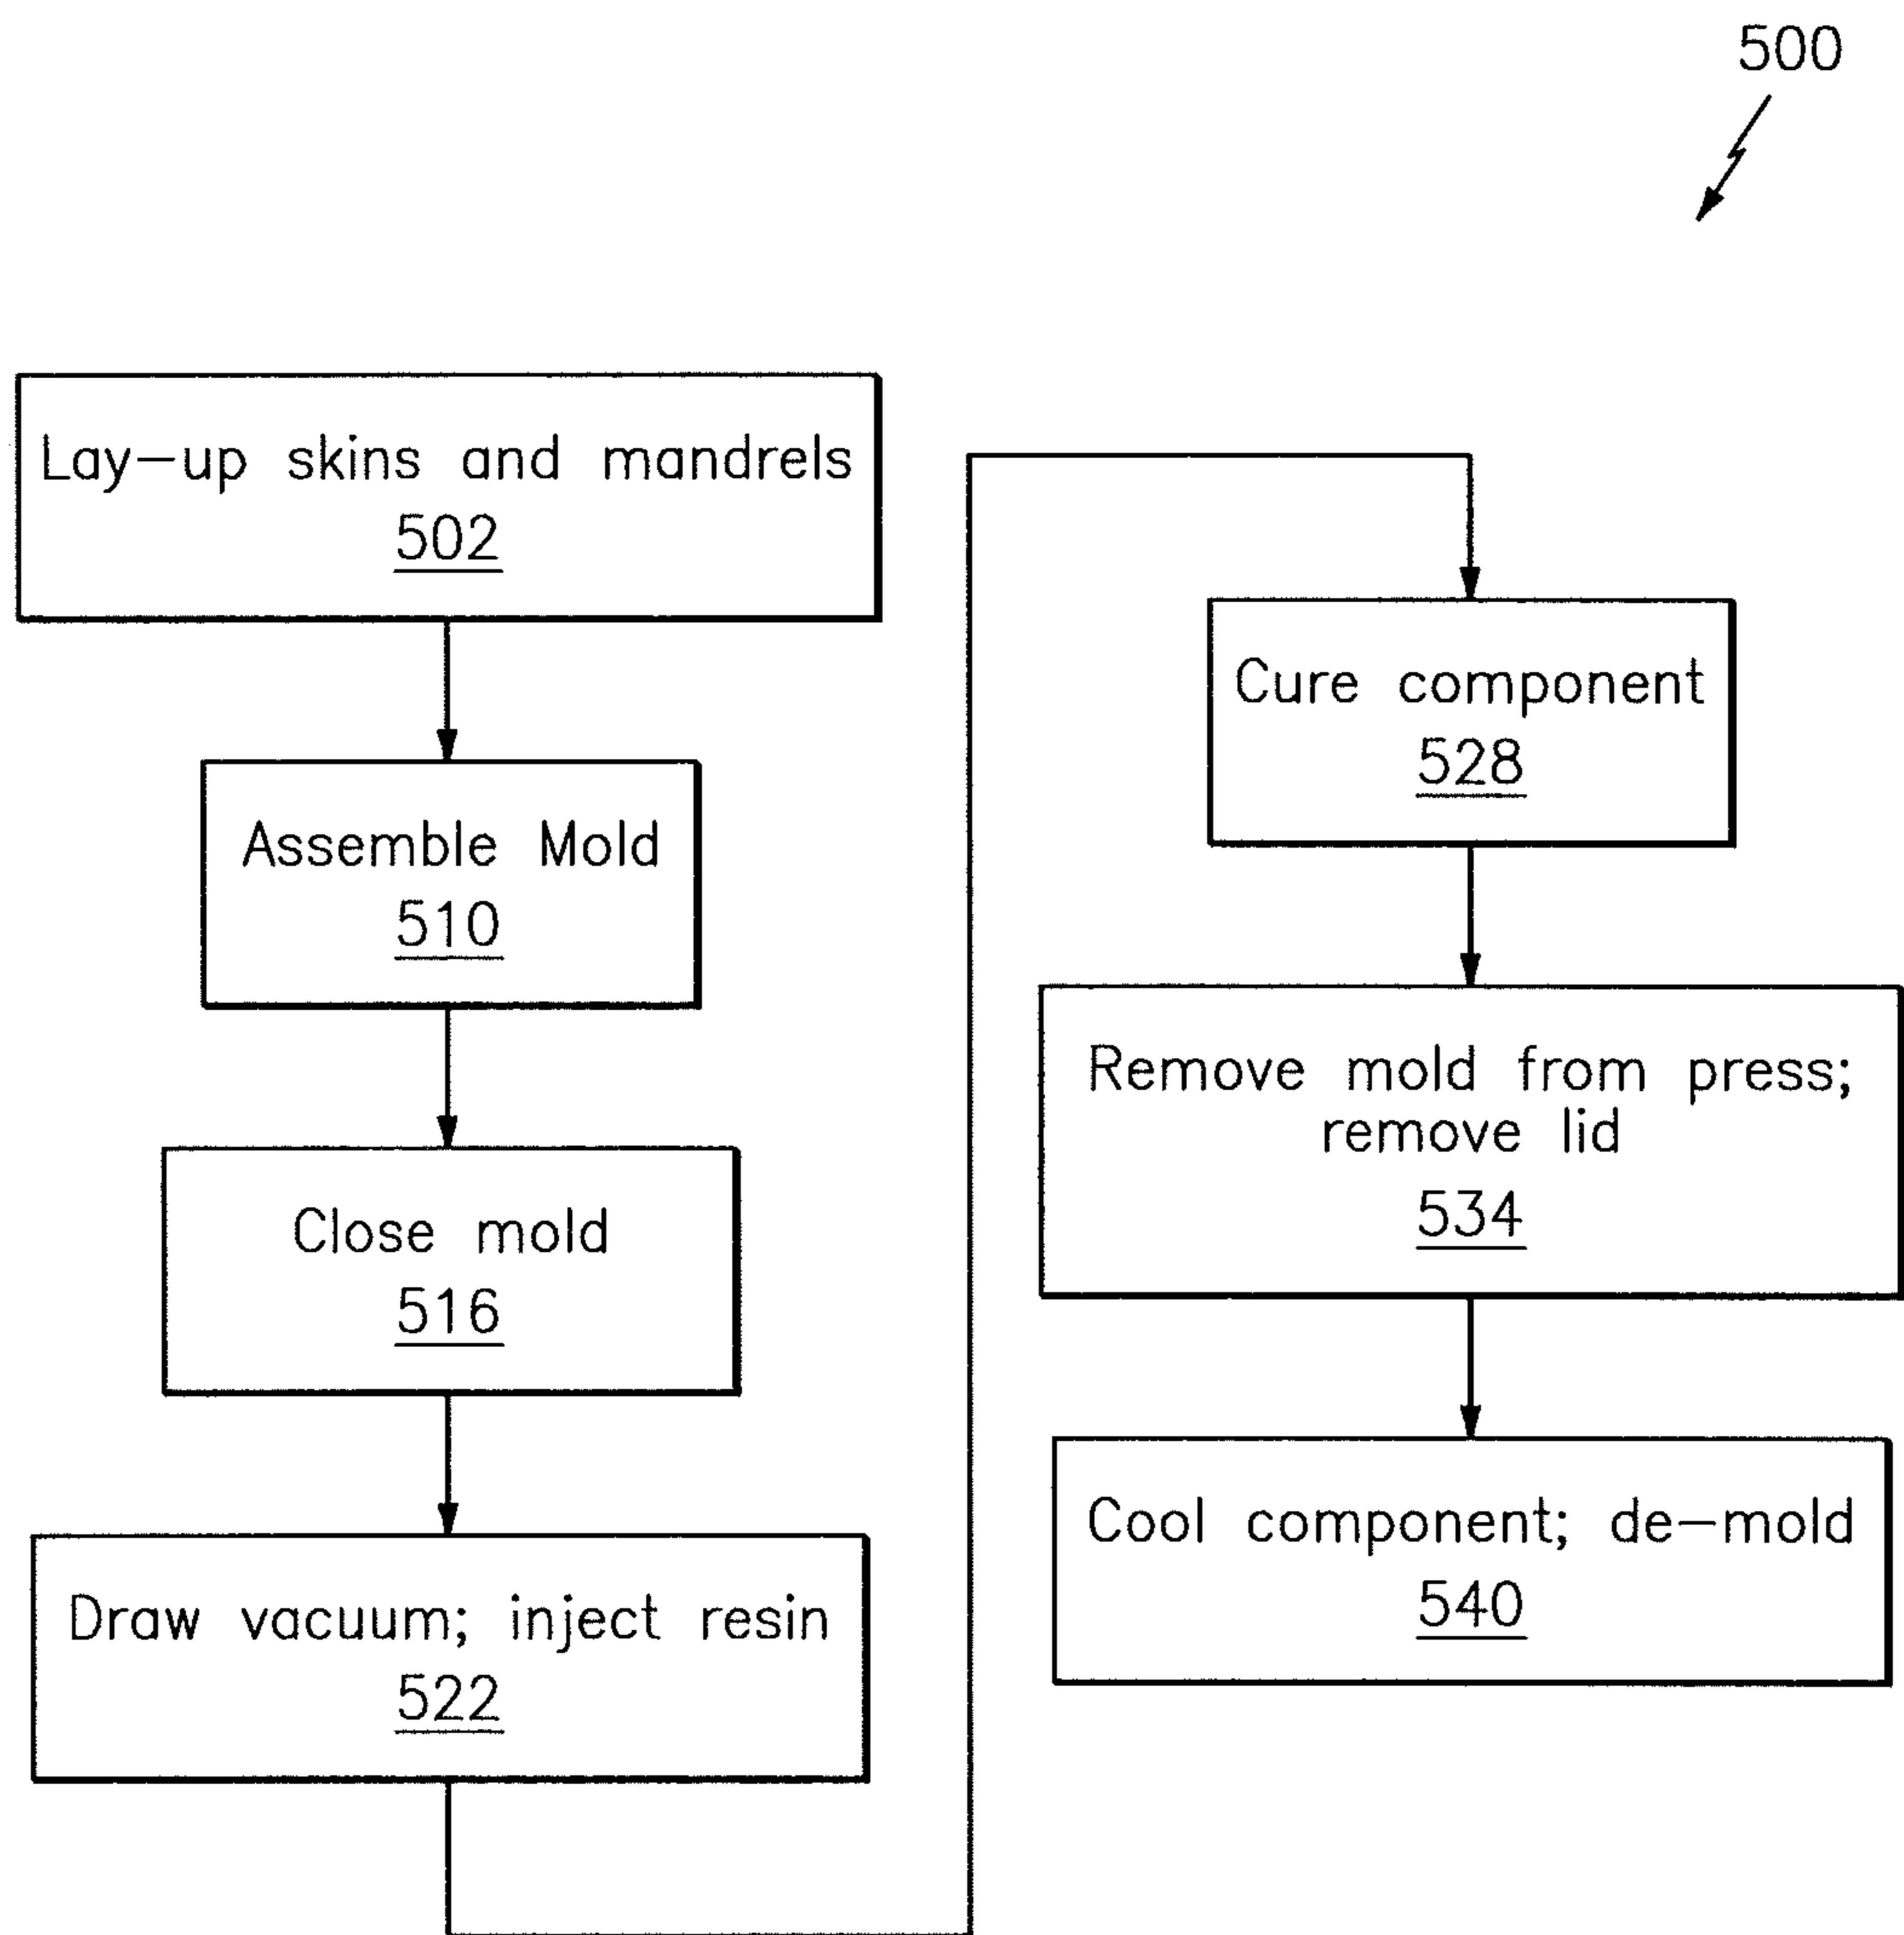 500
Lay-up skins and mandrels
502
Assemble Mold
510
Close mold
516
Draw vacuum; inject resin
522
Cure component
528
Remove mold from press;
remove lid
534
Cool component; de-mold
540